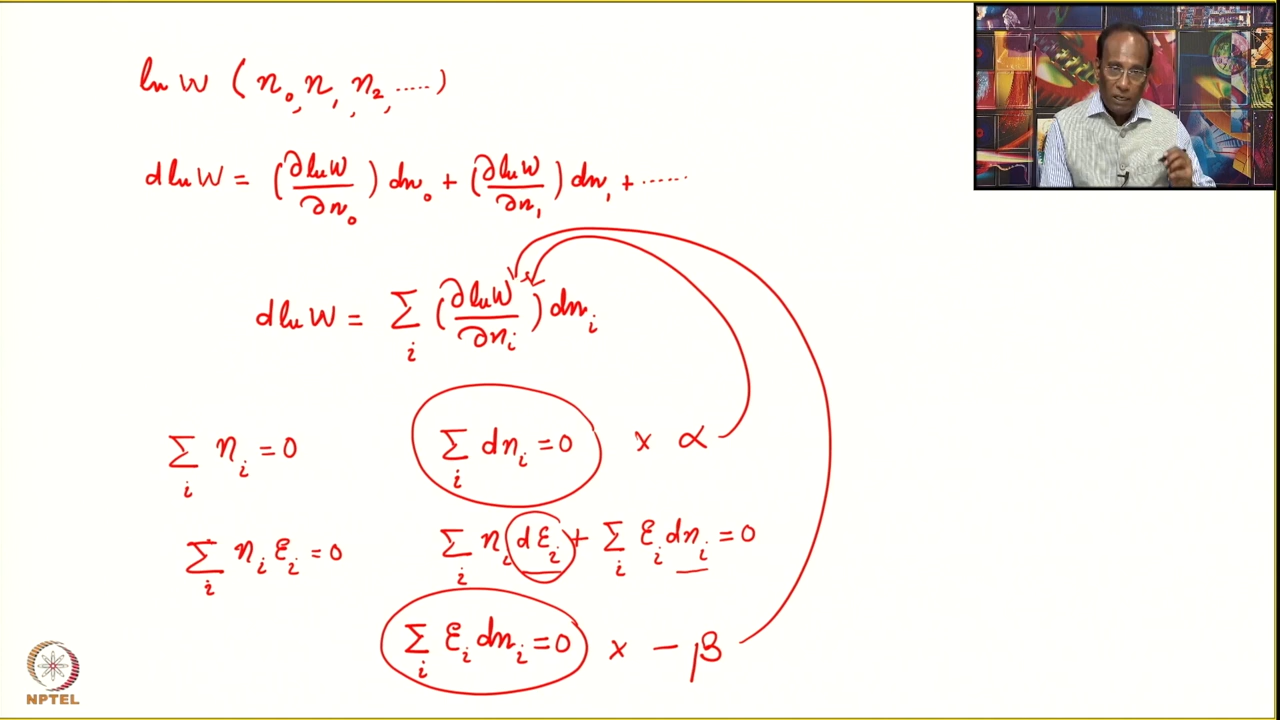 ln W (n₀, n₁, n₂, .....)
d ln W = (∂ln W/∂n₀) dn₀ + (∂ln W/∂n₁) dn₁ + ......
d ln W = Σᵢ (∂ln W/∂nᵢ) dnᵢ
Σᵢ nᵢ = 0 Σᵢ dnᵢ = 0 × α
Σᵢ nᵢ εᵢ = 0 Σᵢ nᵢ dεᵢ + Σᵢ εᵢ dnᵢ = 0
Σᵢ εᵢ dnᵢ = 0 × − β
NPTEL